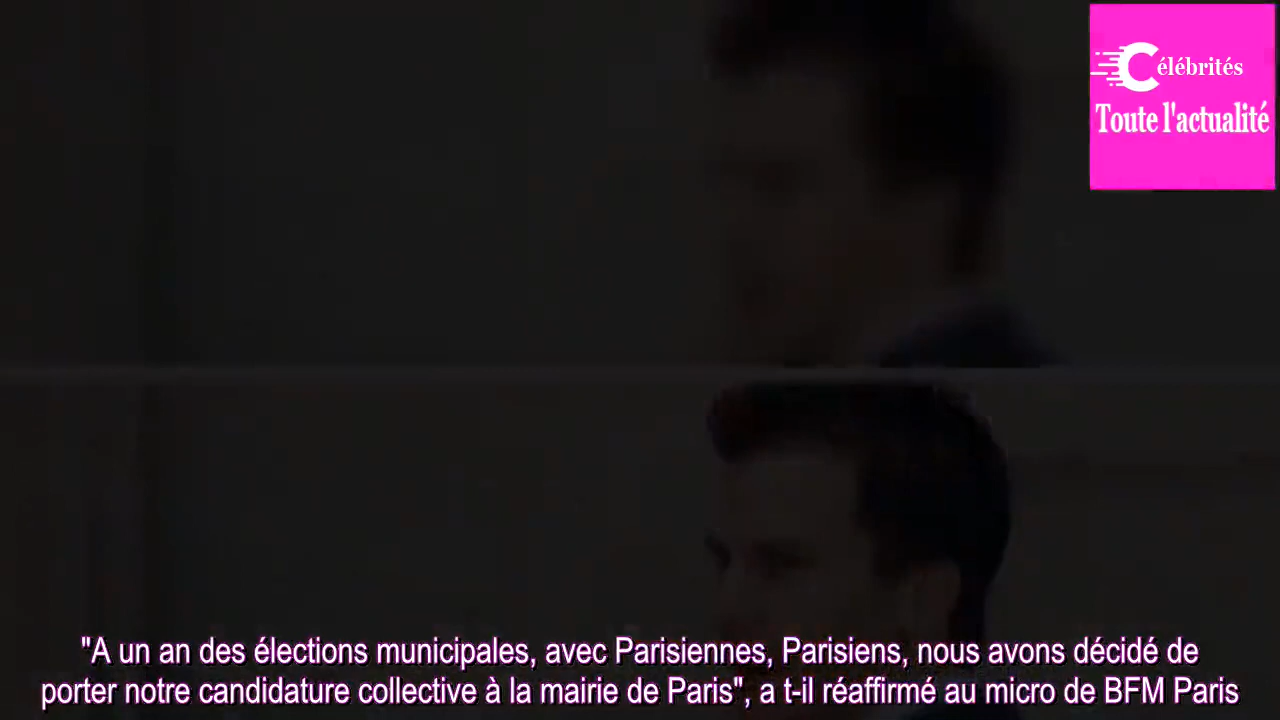 Célébrités
Toute l'actualité
"A un an des élections municipales, avec Parisiennes, Parisiens, nous avons décidé de
porter notre candidature collective à la mairie de Paris", a t-il réaffirmé au micro de BFM Paris